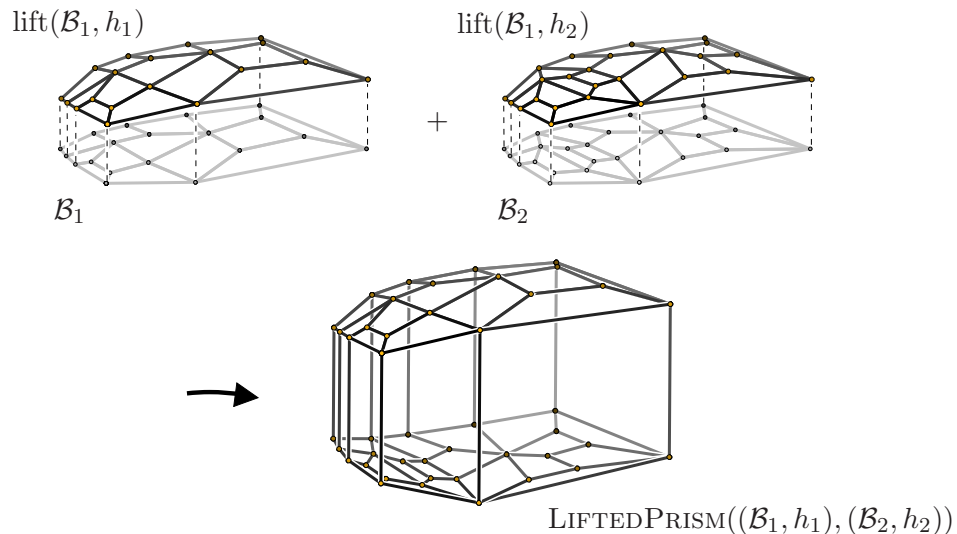 lift(ℬ₁, h₁)
lift(ℬ₁, h₂)
+
ℬ₁
ℬ₂
LIFTEDPRISM((ℬ₁, h₁), (ℬ₂, h₂))